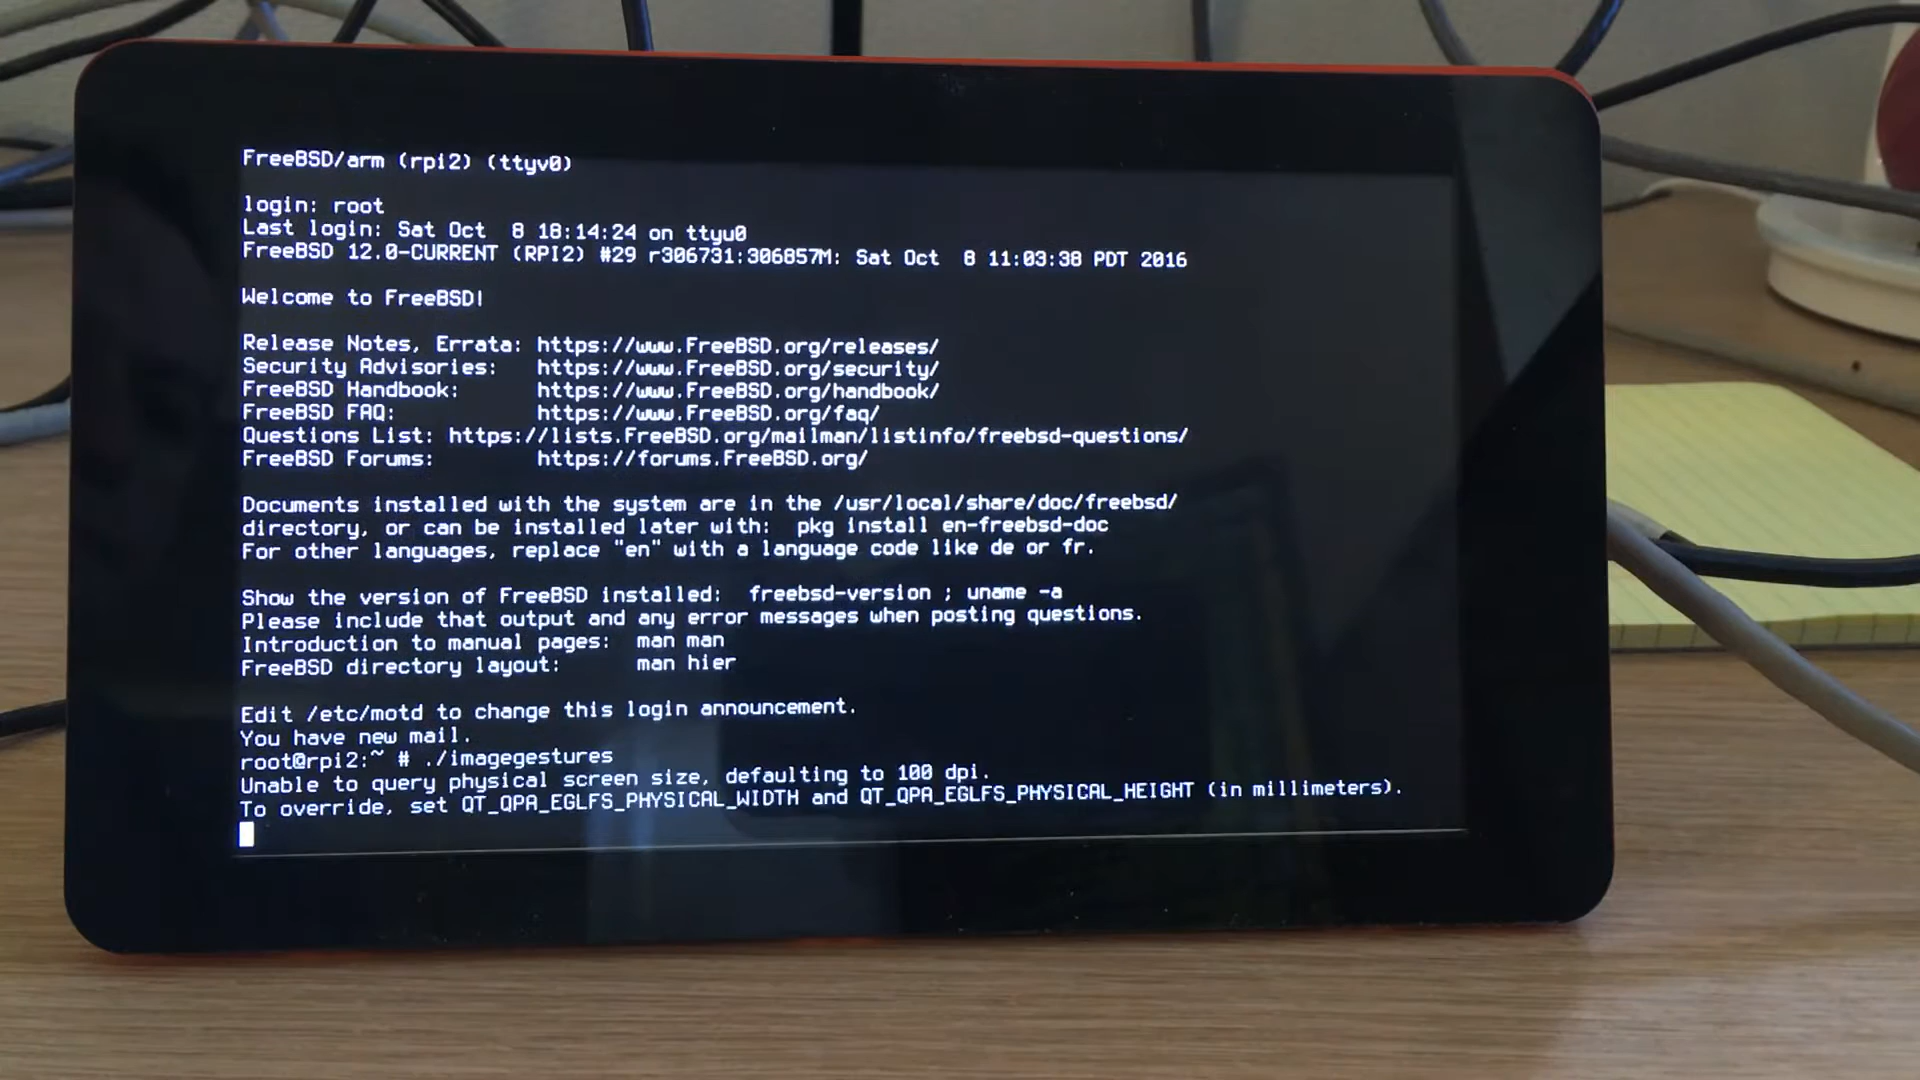 FreeBSD/arm (rpi2) (ttyv0)
login: root
Last login: Sat Oct  8 18:14:24 on ttyu0
FreeBSD 12.0-CURRENT (RPI2) #29 r306731:306857M: Sat Oct  8 11:03:38 PDT 2016
Welcome to FreeBSD!
Release Notes, Errata: https://www.FreeBSD.org/releases/
Security Advisories:   https://www.FreeBSD.org/security/
FreeBSD Handbook:      https://www.FreeBSD.org/handbook/
FreeBSD FAQ:           https://www.FreeBSD.org/faq/
Questions List: https://lists.FreeBSD.org/mailman/listinfo/freebsd-questions/
FreeBSD Forums:        https://forums.FreeBSD.org/
Documents installed with the system are in the /usr/local/share/doc/freebsd/
directory, or can be installed later with:  pkg install en-freebsd-doc
For other languages, replace "en" with a language code like de or fr.
Show the version of FreeBSD installed:  freebsd-version ; uname -a
Please include that output and any error messages when posting questions.
Introduction to manual pages:  man man
FreeBSD directory layout:      man hier
Edit /etc/motd to change this login announcement.
You have new mail.
root@rpi2:~ # ./imagegestures
Unable to query physical screen size, defaulting to 100 dpi.
To override, set QT_QPA_EGLFS_PHYSICAL_WIDTH and QT_QPA_EGLFS_PHYSICAL_HEIGHT (in millimeters).